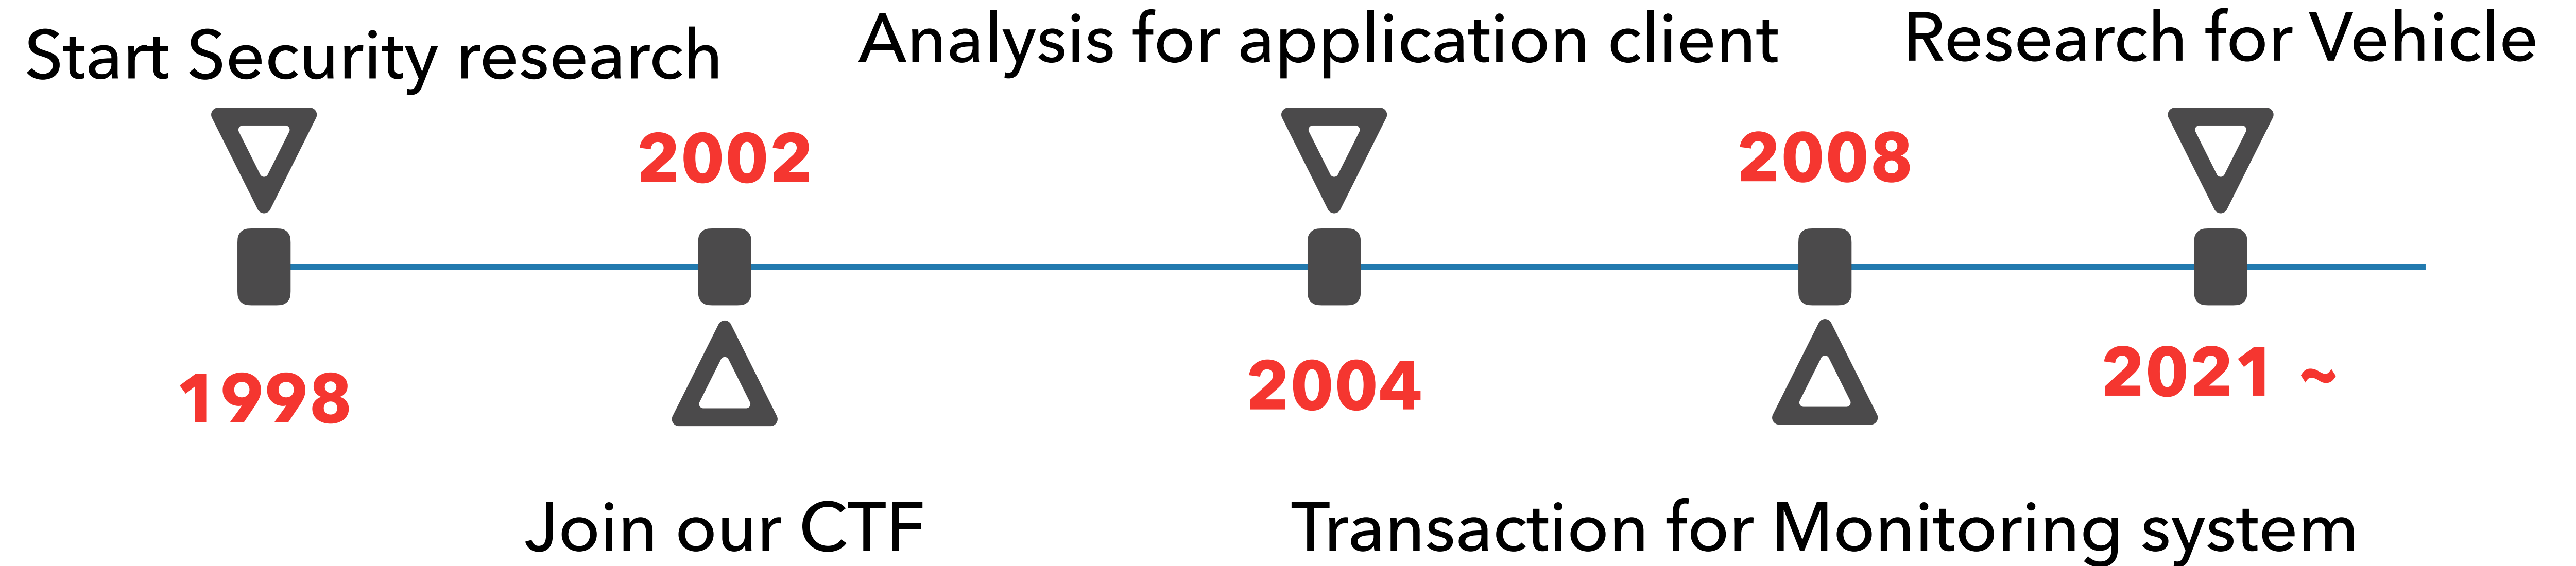 Start Security research
Analysis for application client
Research for Vehicle
2002
2008
1998
2004
2021 ~
Join our CTF
Transaction for Monitoring system